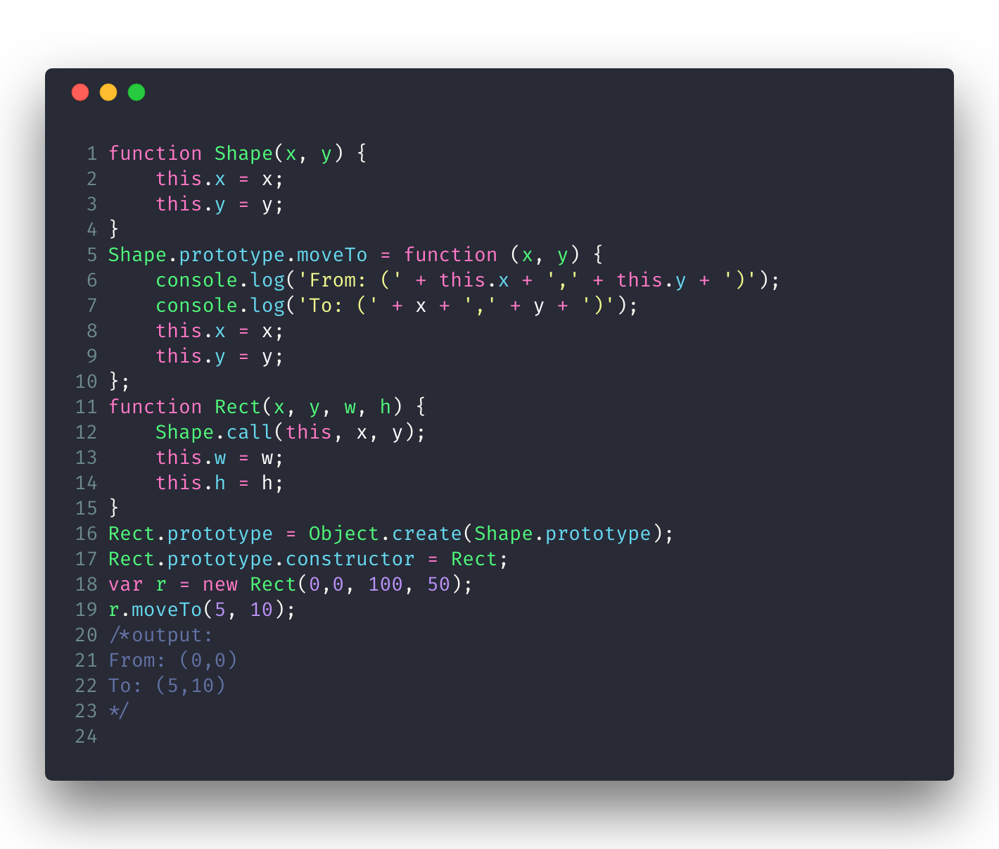 1 function Shape(x, y) {
2     this.x = x;
3     this.y = y;
4 }
5 Shape.prototype.moveTo = function (x, y) {
6     console.log('From: (' + this.x + ',' + this.y + ')');
7     console.log('To: (' + x + ',' + y + ')');
8     this.x = x;
9     this.y = y;
10 };
11 function Rect(x, y, w, h) {
12     Shape.call(this, x, y);
13     this.w = w;
14     this.h = h;
15 }
16 Rect.prototype = Object.create(Shape.prototype);
17 Rect.prototype.constructor = Rect;
18 var r = new Rect(0,0, 100, 50);
19 r.moveTo(5, 10);
20 /*output:
21 From: (0,0)
22 To: (5,10)
23 */
24